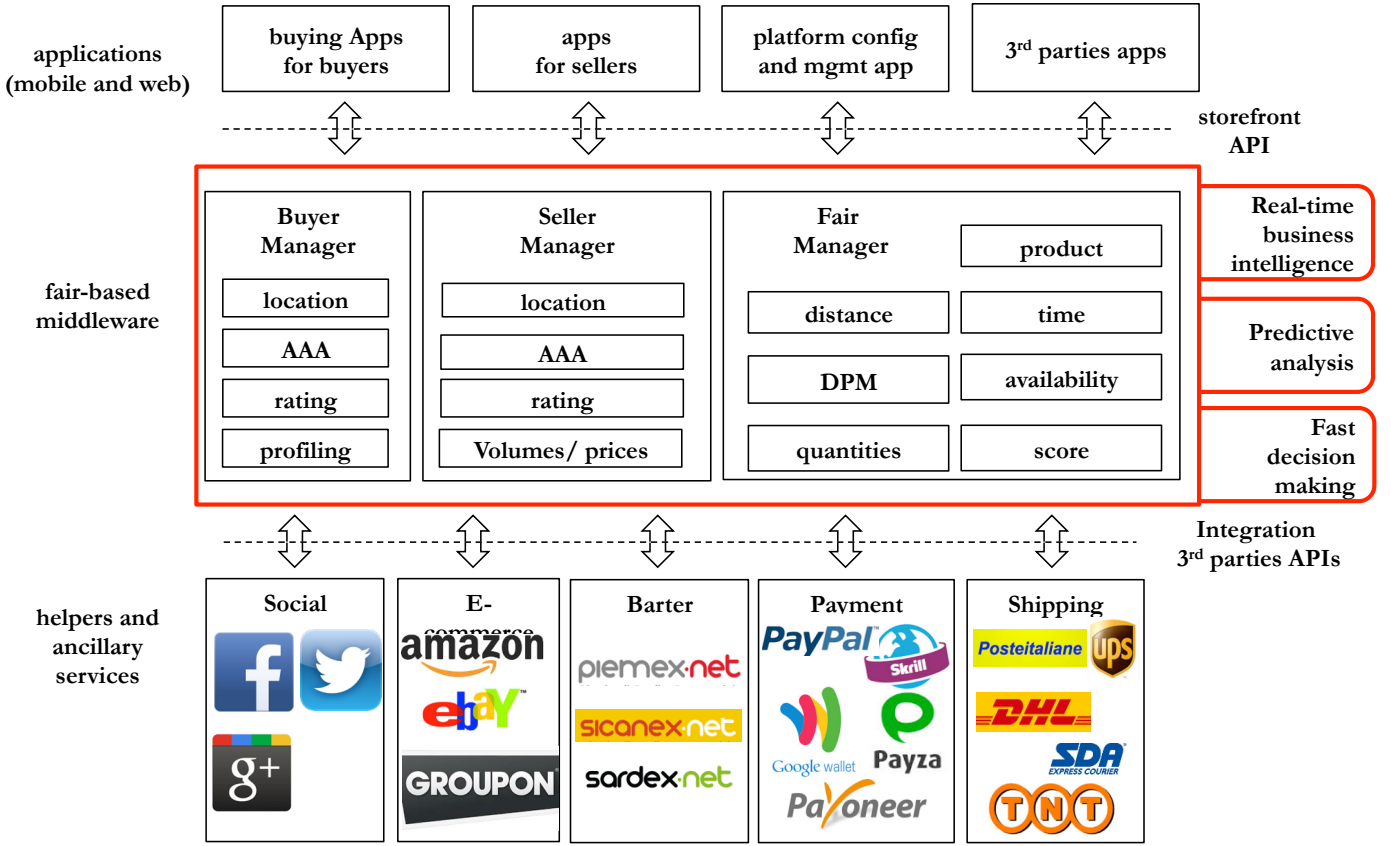 applications
(mobile and web)
buying Apps
for buyers
apps
for sellers
platform config
and mgmt app
3rd parties apps
storefront
API
fair-based
middleware
Buyer
Manager
location
AAA
rating
profiling
Seller
Manager
location
AAA
rating
Volumes/ prices
Fair
Manager
product
distance
time
DPM
availability
quantities
score
Real-time
business
intelligence
Predictive
analysis
Fast
decision
making
Integration
3rd parties APIs
helpers and
ancillary
services
Social
f
g+
E-
commerce
amazon
ebaY™
GROUPON
Barter
piemex.net
sicanex.net
sardex.net
Payment
PayPal™
Skrill
Google wallet
Payza
Payoneer
Shipping
Posteitaliane
ups
DHL
SDA
EXPRESS COURIER
TNT